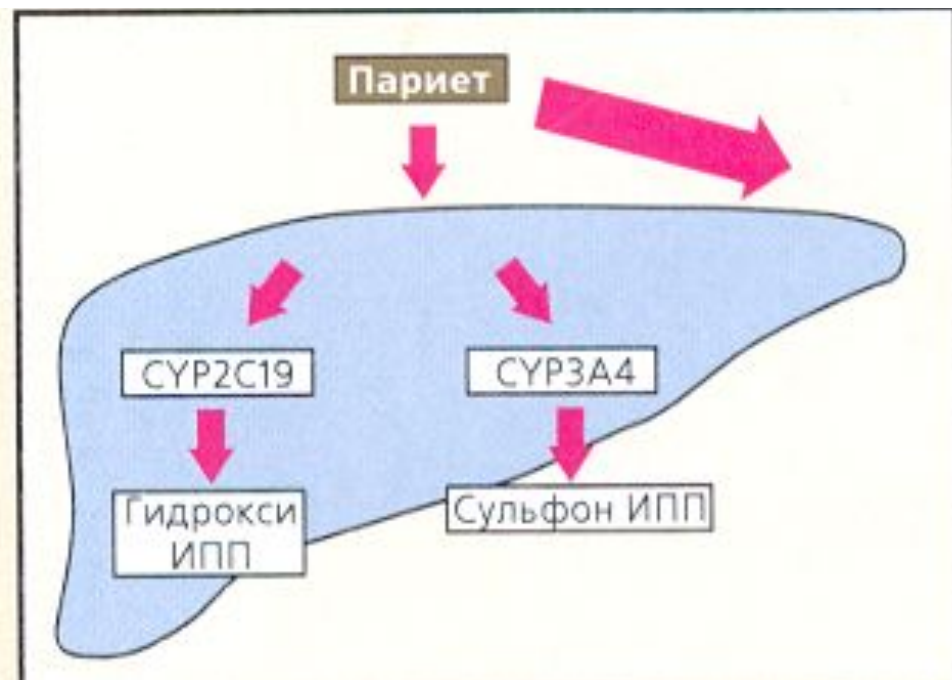 Париет
CYP2C19
CYP3A4
Гидрокси
ИПП
Сульфон ИПП